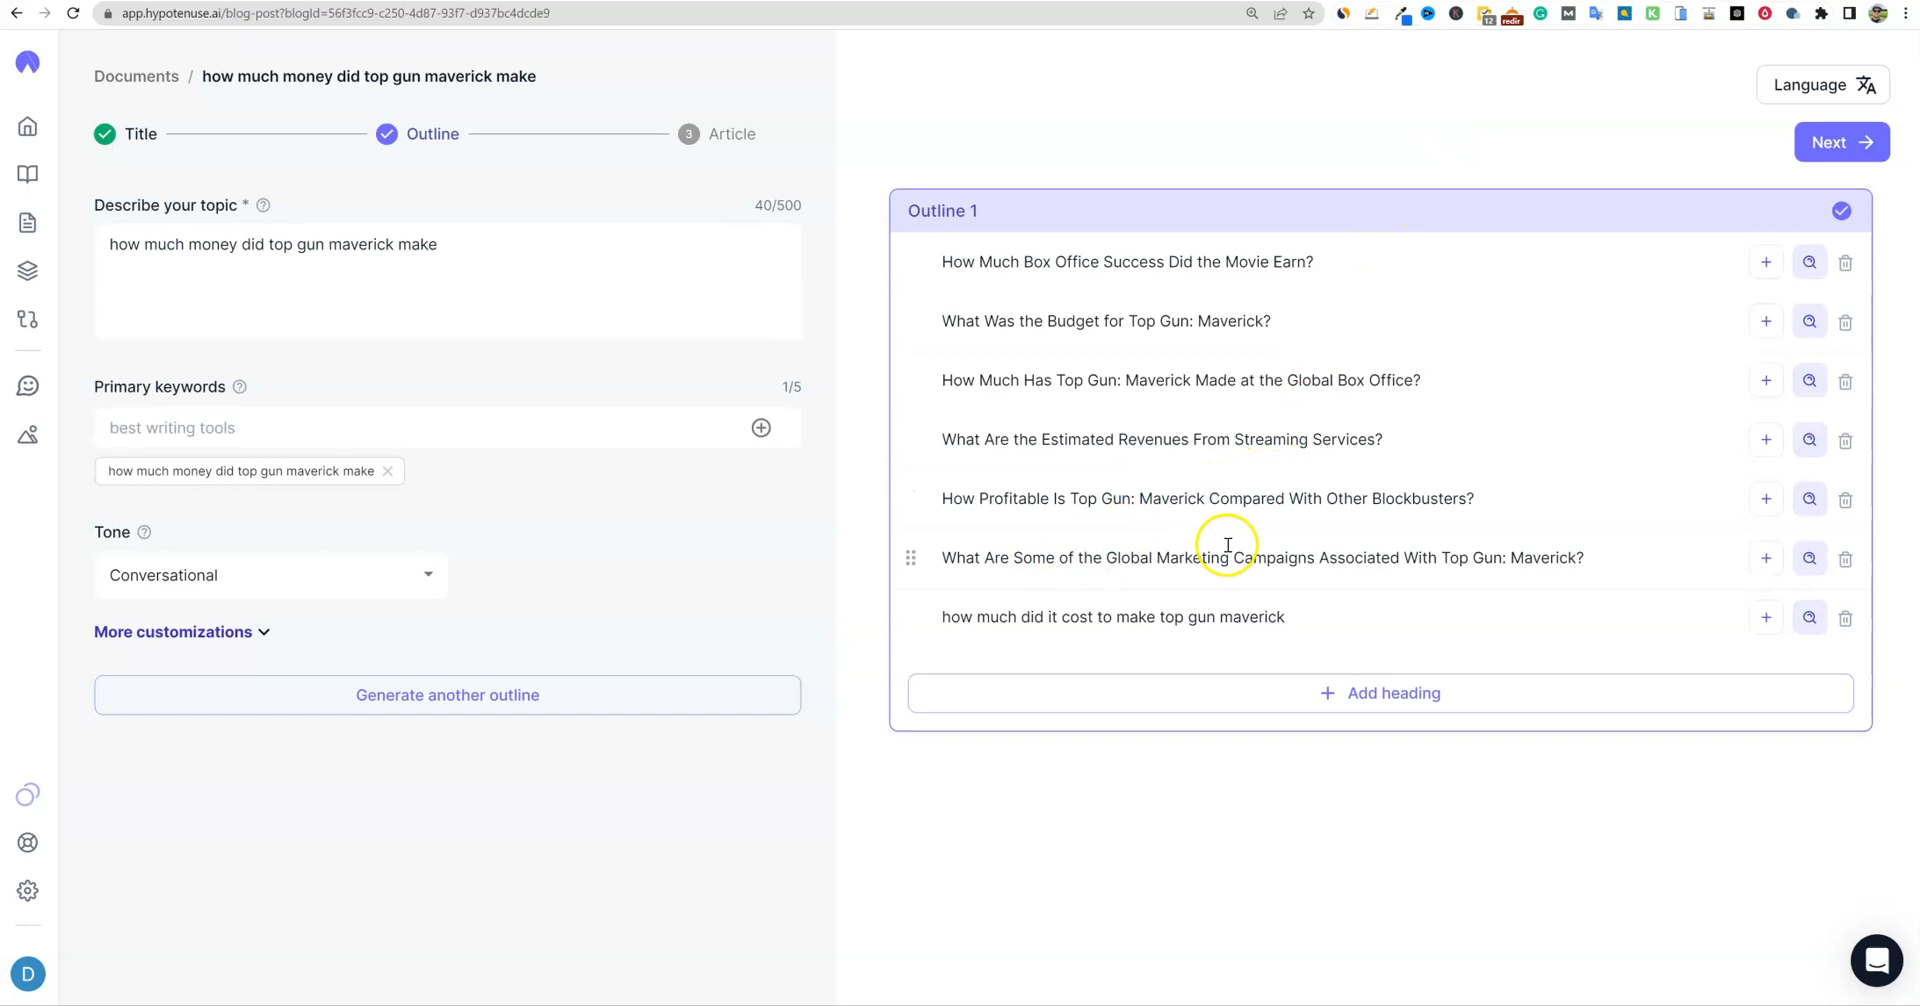 app.hypotenuse.ai/blog-post?blogId=56f3fcc9-c250-4d87-93f7-d937bc4dcde9
12
redir
Documents / how much money did top gun maverick make
Language
Title
Outline
3 Article
Next
Describe your topic *
40/500
how much money did top gun maverick make
Primary keywords
1/5
best writing tools
how much money did top gun maverick make
Tone
Conversational
More customizations
Generate another outline
Outline 1
How Much Box Office Success Did the Movie Earn?
What Was the Budget for Top Gun: Maverick?
How Much Has Top Gun: Maverick Made at the Global Box Office?
What Are the Estimated Revenues From Streaming Services?
How Profitable Is Top Gun: Maverick Compared With Other Blockbusters?
What Are Some of the Global Marketing Campaigns Associated With Top Gun: Maverick?
how much did it cost to make top gun maverick
+ Add heading
D